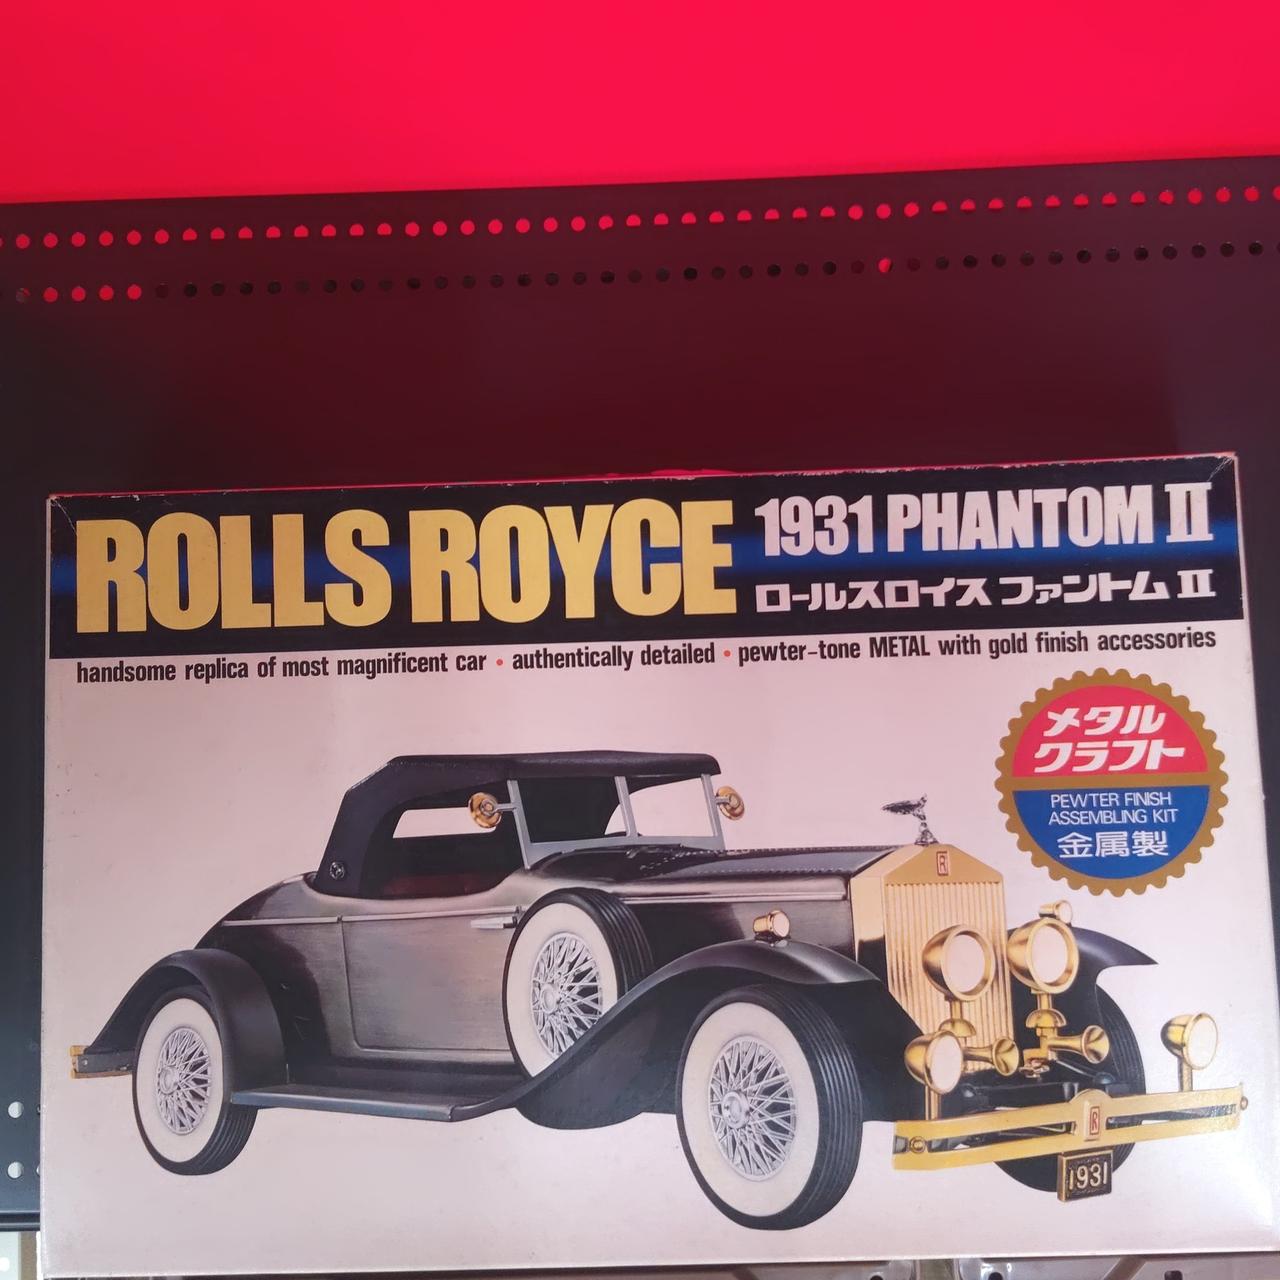 ROLLS ROYCE 1931 PHANTOM II
ロールスロイス ファントム II
handsome replica of most magnificent car • authentically detailed • pewter-tone METAL with gold finish accessories
メタル
クラフト
PEWTER FINISH
ASSEMBLING KIT
金属製
R
R
1931